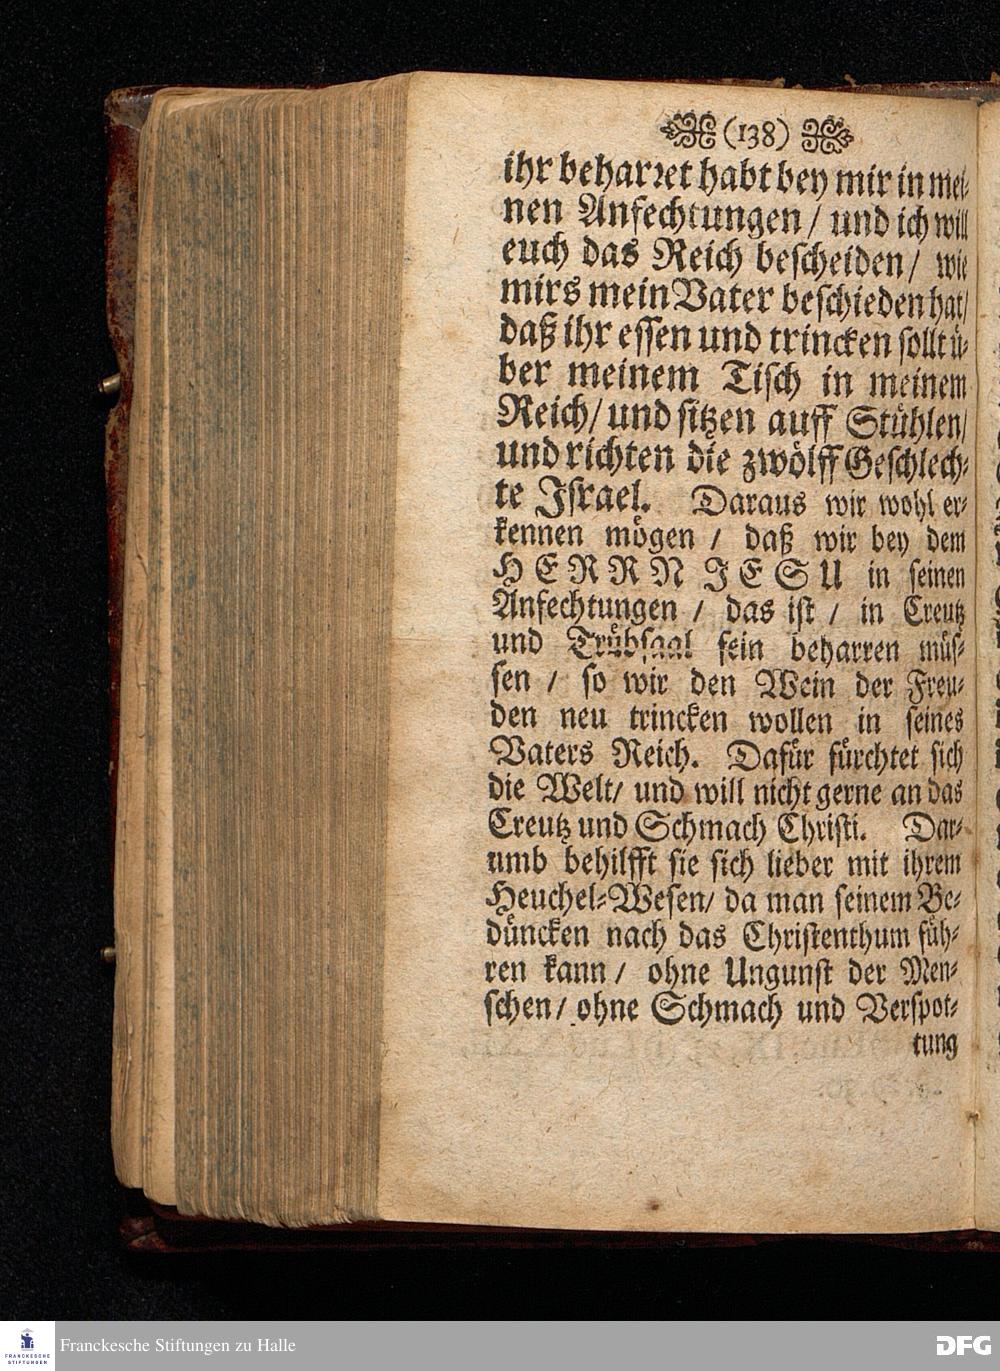 (138)
ihr beharret habt bey mir in mei-
nen Anfechtungen / und ich will
euch das Reich bescheiden / wie
mirs mein Vater beschieden hat /
daß ihr essen und trincken sollt ü-
ber meinem Tisch in meinem
Reich / und sitzen auff Stühlen /
und richten die zwölff Geschlech-
te Israel. Daraus wir wohl er-
kennen mögen / daß wir bey dem
HERRN JESU in seinen
Anfechtungen / das ist / in Creutz
und Trübsaal fein beharren müs-
sen / so wir den Wein der Freu-
den neu trincken wollen in seines
Vaters Reich. Dafür fürchtet sich
die Welt / und will nicht gerne an das
Creutz und Schmach Christi. Dar-
umb behilfft sie sich lieber mit ihrem
Heuchel-Wesen / da man seinem Be-
düncken nach das Christenthum füh-
ren kann / ohne Ungunst der Men-
schen / ohne Schmach und Verspot-
tung
FRANCKESCHE
STIFTUNGEN
Franckesche Stiftungen zu Halle
DFG